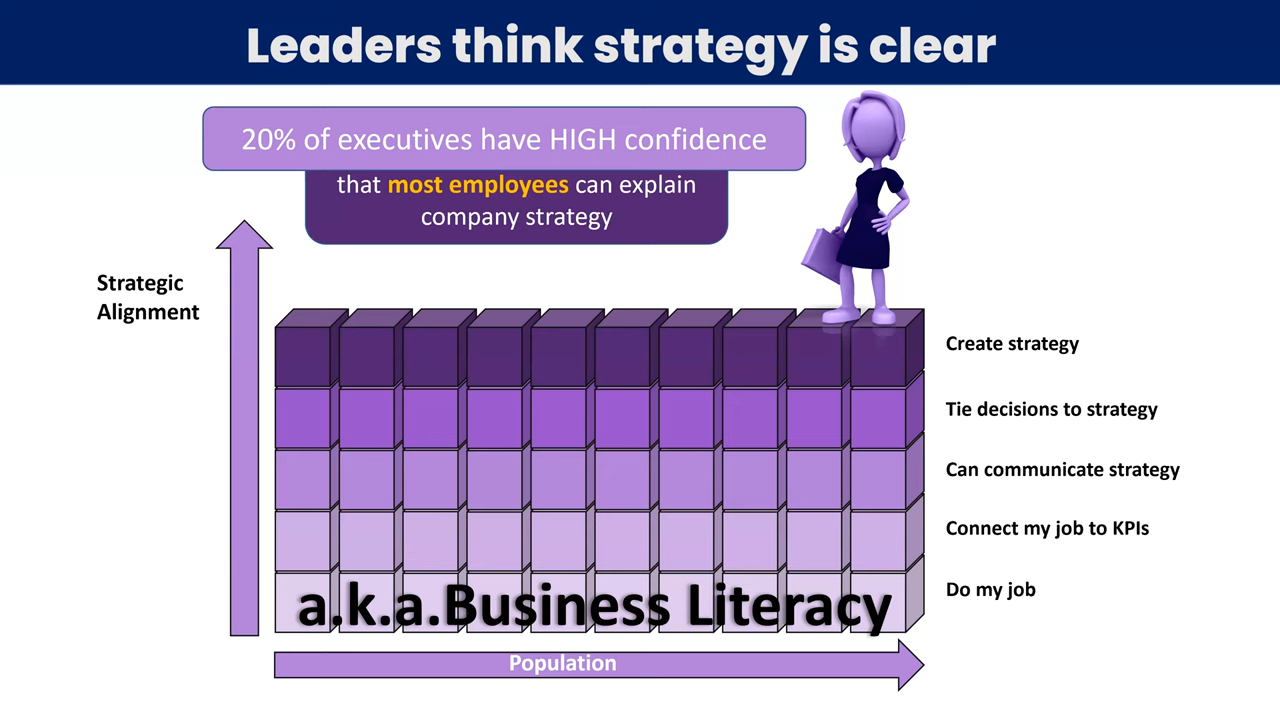 Leaders think strategy is clear
20% of executives have HIGH confidence
that most employees can explain
company strategy
Strategic
Alignment
Create strategy
Tie decisions to strategy
Can communicate strategy
Connect my job to KPIs
Do my job
a.k.a.Business Literacy
Population